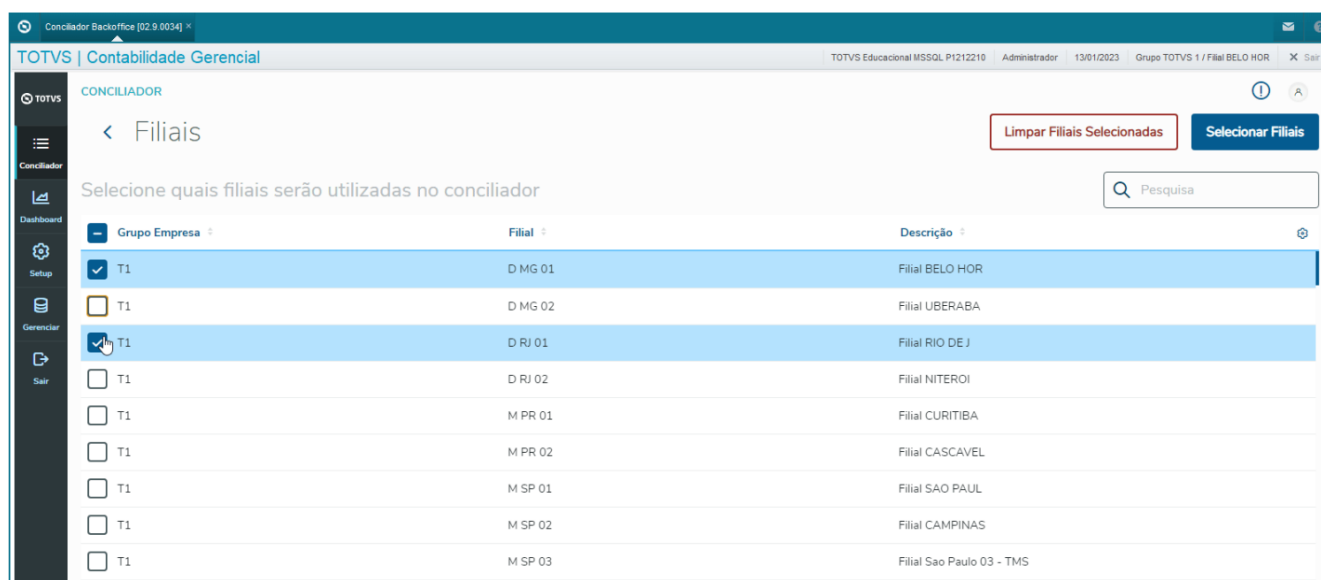 Conciliador Backoffice [02.9.0034] ×
TOTVS | Contabilidade Gerencial
TOTVS Educacional MSSQL P1212210 Administrador 13/01/2023 Grupo TOTVS 1 / Filial BELO HOR X Sair
TOTVS
CONCILIADOR
Filiais
Limpar Filiais Selecionadas
Selecionar Filiais
Conciliador
Dashboard
Setup
Gerenciar
Sair
Selecione quais filiais serão utilizadas no conciliador
Pesquisa
Grupo Empresa Filial Descrição
T1 D MG 01 Filial BELO HOR
T1 D MG 02 Filial UBERABA
T1 D RJ 01 Filial RIO DE J
T1 D RJ 02 Filial NITEROI
T1 M PR 01 Filial CURITIBA
T1 M PR 02 Filial CASCAVEL
T1 M SP 01 Filial SAO PAUL
T1 M SP 02 Filial CAMPINAS
T1 M SP 03 Filial Sao Paulo 03 - TMS